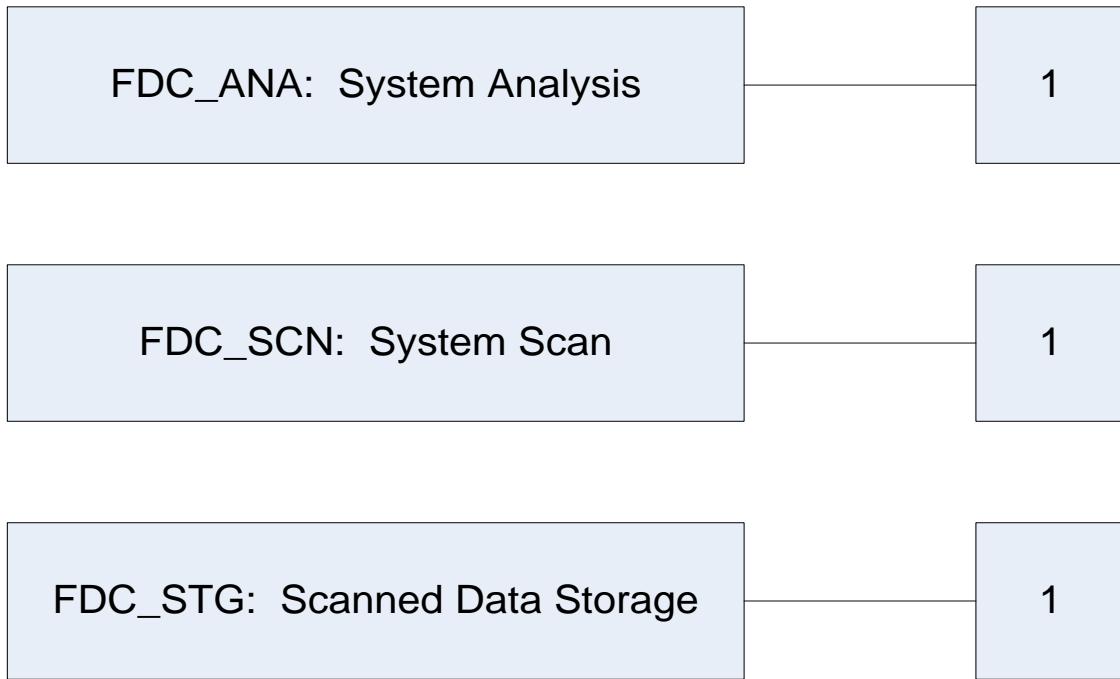 FDC_ANA:  System Analysis
1
FDC_SCN:  System Scan
1
FDC_STG:  Scanned Data Storage
1